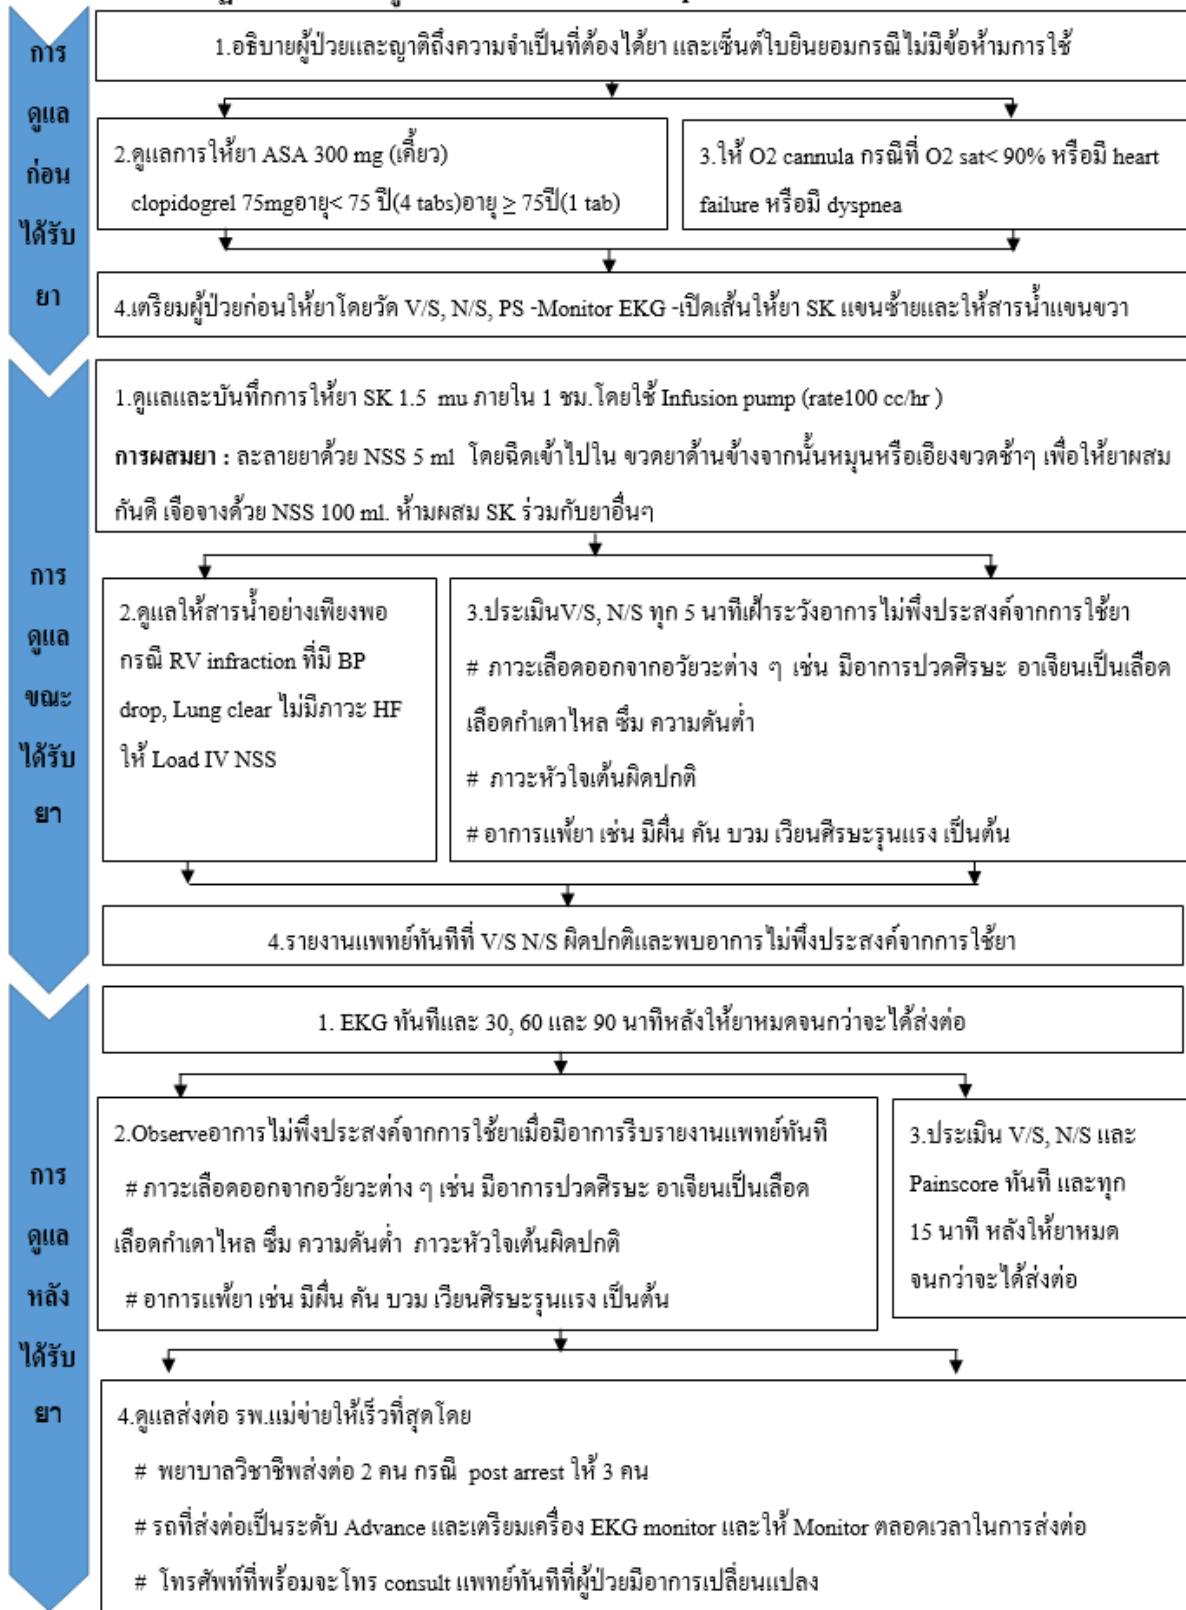 การ
ดูแล
ก่อน
ได้รับ
ยา
1.อธิบายผู้ป่วยและญาติถึงความจำเป็นที่ต้องได้ยา และเซ็นต์ใบยินยอมกรณีไม่มีข้อห้ามการใช้
2.ดูแลการให้ยา ASA 300 mg (เคี้ยว)
clopidogrel 75mgอายุ< 75 ปี(4 tabs)อายุ ≥ 75ปี(1 tab)
3.ให้ O2 cannula กรณีที่ O2 sat< 90% หรือมี heart
failure หรือมี dyspnea
4.เตรียมผู้ป่วยก่อนให้ยาโดยวัด V/S, N/S, PS -Monitor EKG -เปิดเส้นให้ยา SK แขนซ้ายและให้สารน้ำแขนขวา
การ
ดูแล
ขณะ
ได้รับ
ยา
1.ดูแลและบันทึกการให้ยา SK 1.5 mu ภายใน 1 ชม.โดยใช้ Infusion pump (rate100 cc/hr )
การผสมยา : ละลายยาด้วย NSS 5 ml โดยฉีดเข้าไปใน ขวดยาด้านข้างจากนั้นหมุนหรือเอียงขวดช้าๆ เพื่อให้ยาผสม
กันดี เจือจางด้วย NSS 100 ml. ห้ามผสม SK ร่วมกับยาอื่นๆ
2.ดูแลให้สารน้ำอย่างเพียงพอ
กรณี RV infraction ที่มี BP
drop, Lung clear ไม่มีภาวะ HF
ให้ Load IV NSS
3.ประเมินV/S, N/S ทุก 5 นาทีเฝ้าระวังอาการไม่พึงประสงค์จากการใช้ยา
# ภาวะเลือดออกจากอวัยวะต่าง ๆ เช่น มีอาการปวดศีรษะ อาเจียนเป็นเลือด
เลือดกำเดาไหล ซึม ความดันต่ำ
# ภาวะหัวใจเต้นผิดปกติ
# อาการแพ้ยา เช่น มีผื่น คัน บวม เวียนศีรษะรุนแรง เป็นต้น
4.รายงานแพทย์ทันทีที่ V/S N/S ผิดปกติและพบอาการไม่พึงประสงค์จากการใช้ยา
การ
ดูแล
หลัง
ได้รับ
ยา
1. EKG ทันทีและ 30, 60 และ 90 นาทีหลังให้ยาหมดจนกว่าจะได้ส่งต่อ
2.Observeอาการไม่พึงประสงค์จากการใช้ยาเมื่อมีอาการรีบรายงานแพทย์ทันที
# ภาวะเลือดออกจากอวัยวะต่าง ๆ เช่น มีอาการปวดศีรษะ อาเจียนเป็นเลือด
เลือดกำเดาไหล ซึม ความดันต่ำ ภาวะหัวใจเต้นผิดปกติ
# อาการแพ้ยา เช่น มีผื่น คัน บวม เวียนศีรษะรุนแรง เป็นต้น
3.ประเมิน V/S, N/S และ
Painscore ทันที และทุก
15 นาที หลังให้ยาหมด
จนกว่าจะได้ส่งต่อ
4.ดูแลส่งต่อ รพ.แม่ข่ายให้เร็วที่สุดโดย
# พยาบาลวิชาชีพส่งต่อ 2 คน กรณี post arrest ให้ 3 คน
# รถที่ส่งต่อเป็นระดับ Advance และเตรียมเครื่อง EKG monitor และให้ Monitor ตลอดเวลาในการส่งต่อ
# โทรศัพท์ที่พร้อมจะโทร consult แพทย์ทันทีที่ผู้ป่วยมีอาการเปลี่ยนแปลง